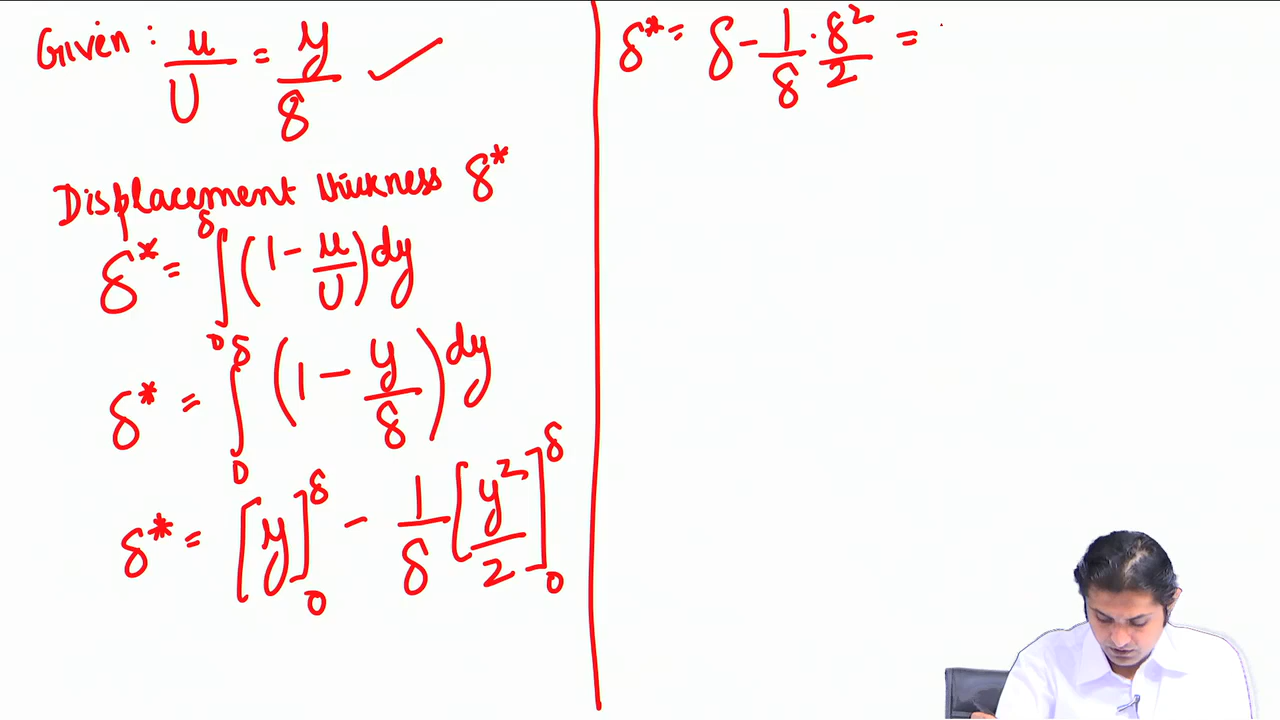 Given : u/U = y/δ ✓
Displacement thickness δ*
δ* = ∫₀^δ (1 - u/U) dy
δ* = ∫₀^δ (1 - y/δ) dy
δ* = [y]₀^δ - 1/δ [y²/2]₀^δ
δ* = δ - 1/δ · δ²/2 =